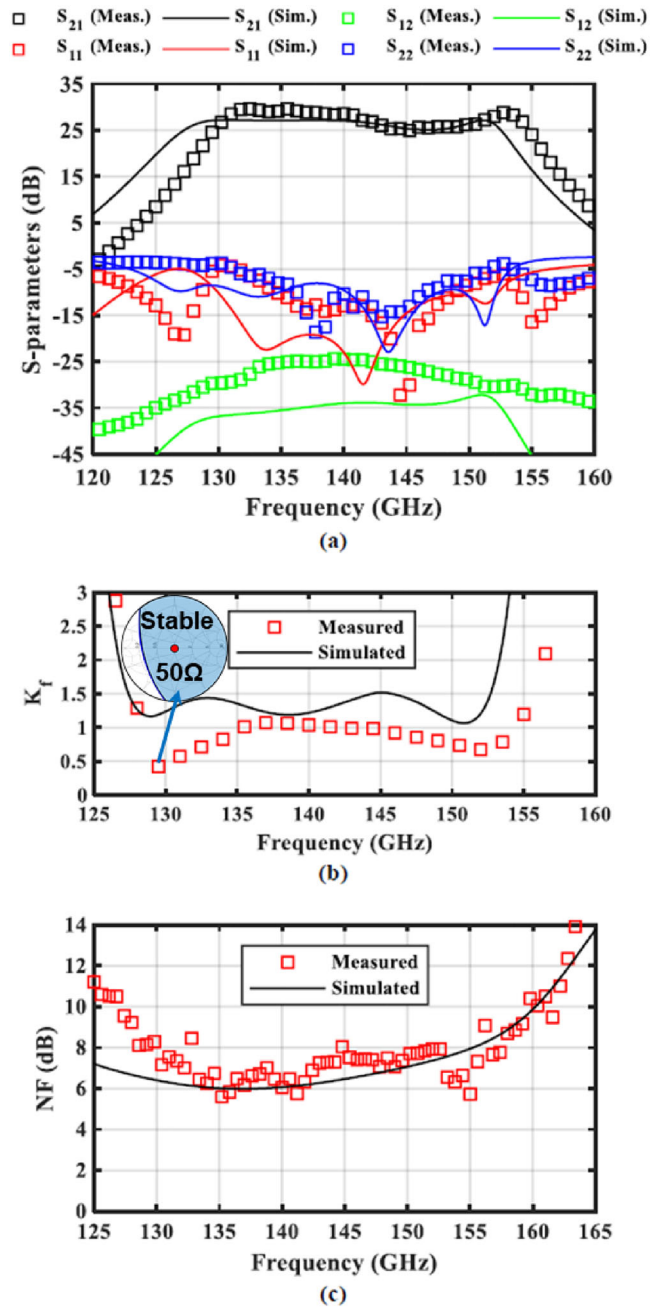 S21 (Meas.) S21 (Sim.) S12 (Meas.) S12 (Sim.)
S11 (Meas.) S11 (Sim.) S22 (Meas.) S22 (Sim.)
35
25
15
5
-5
-15
-25
-35
-45
S-parameters (dB)
120 125 130 135 140 145 150 155 160
Frequency (GHz)
(a)
3
2.5
2
1.5
1
0.5
0
Kf
Stable
50Ω
Measured
Simulated
125 130 135 140 145 150 155 160
Frequency (GHz)
(b)
14
12
10
8
6
4
2
0
NF (dB)
Measured
Simulated
125 130 135 140 145 150 155 160 165
Frequency (GHz)
(c)